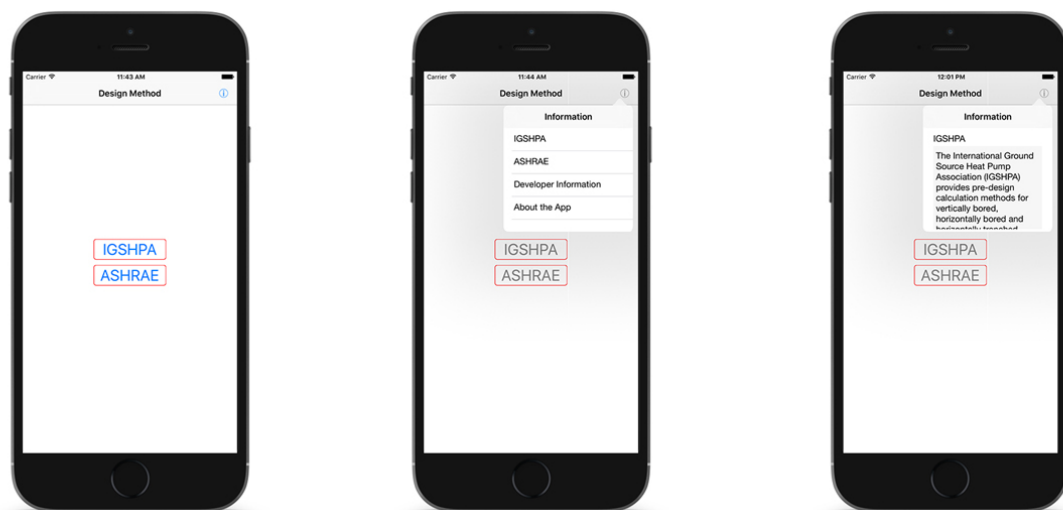 Carrier 11:43 AM
Design Method
IGSHPA
ASHRAE
Carrier 11:44 AM
Design Method
Information
IGSHPA
ASHRAE
Developer Information
About the App
IGSHPA
ASHRAE
Carrier 12:01 PM
Design Method
Information
IGSHPA
The International Ground
Source Heat Pump
Association (IGSHPA)
provides pre-design
calculation methods for
vertically bored,
horizontally bored and
horizontally trenched
IGSHPA
ASHRAE